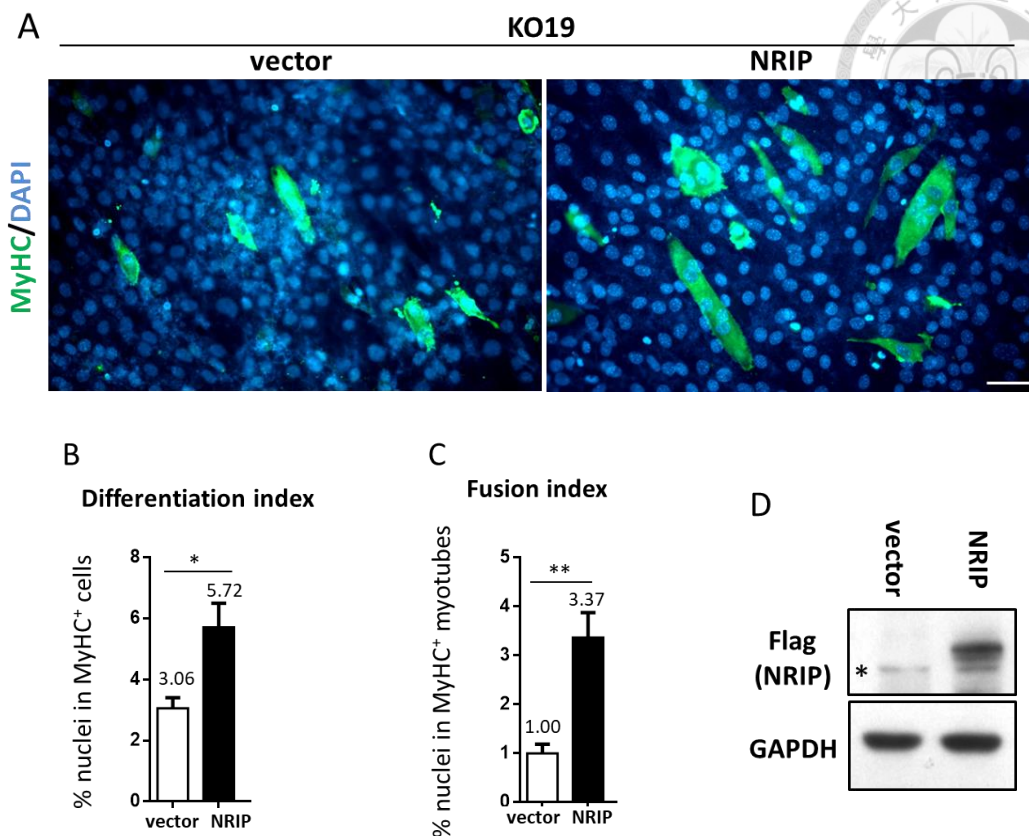 A
KO19
vector
NRIP
MyHC/DAPI
學 大
B
Differentiation index
% nuclei in MyHC⁺ cells
8
6
4
2
0
*
3.06
5.72
vector NRIP
C
Fusion index
% nuclei in MyHC⁺ myotubes
5
4
3
2
1
0
**
1.00
3.37
vector NRIP
D
vector
NRIP
Flag
(NRIP)
*
GAPDH